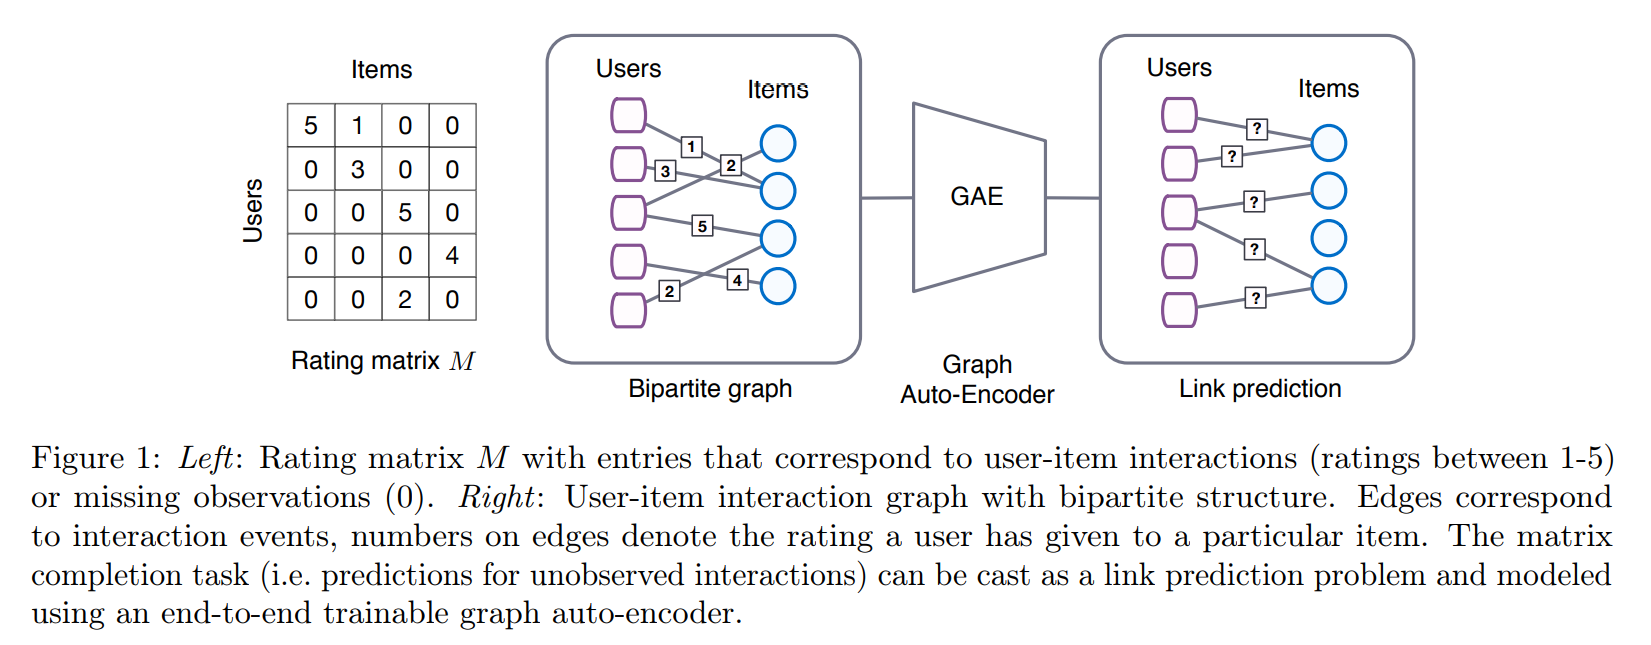 Items
Users
5 1 0 0
0 3 0 0
0 0 5 0
0 0 0 4
0 0 2 0
Rating matrix M
Users
Items
1
2
3
5
4
2
Bipartite graph
GAE
Graph
Auto-Encoder
Users
Items
?
?
?
?
?
Link prediction
Figure 1: Left: Rating matrix M with entries that correspond to user-item interactions (ratings between 1-5)
or missing observations (0). Right: User-item interaction graph with bipartite structure. Edges correspond
to interaction events, numbers on edges denote the rating a user has given to a particular item. The matrix
completion task (i.e. predictions for unobserved interactions) can be cast as a link prediction problem and modeled
using an end-to-end trainable graph auto-encoder.